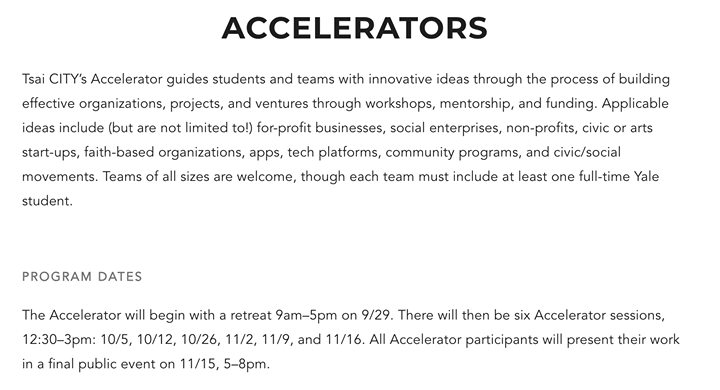 ACCELERATORS
Tsai CITY's Accelerator guides students and teams with innovative ideas through the process of building
effective organizations, projects, and ventures through workshops, mentorship, and funding. Applicable
ideas include (but are not limited to!) for-profit businesses, social enterprises, non-profits, civic or arts
start-ups, faith-based organizations, apps, tech platforms, community programs, and civic/social
movements. Teams of all sizes are welcome, though each team must include at least one full-time Yale
student.
PROGRAM DATES
The Accelerator will begin with a retreat 9am–5pm on 9/29. There will then be six Accelerator sessions,
12:30–3pm: 10/5, 10/12, 10/26, 11/2, 11/9, and 11/16. All Accelerator participants will present their work
in a final public event on 11/15, 5–8pm.